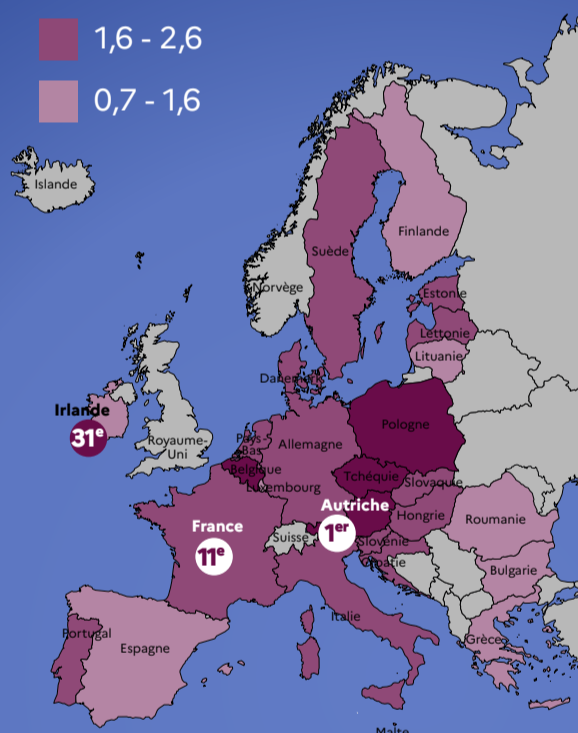 1,6 - 2,6
0,7 - 1,6
Islande
Finlande
Suède
Norvège
Estonie
Lettonie
Lituanie
Danemark
Irlande
31e
Royaume-
Uni
Pays-
Bas
Allemagne
Pologne
Belgique
Luxembourg
Tchéquie
Slovaquie
Autriche
1er
Hongrie
Roumanie
France
11e
Suisse
Slovénie
Croatie
Bulgarie
Italie
Portugal
Espagne
Grèce
Malte